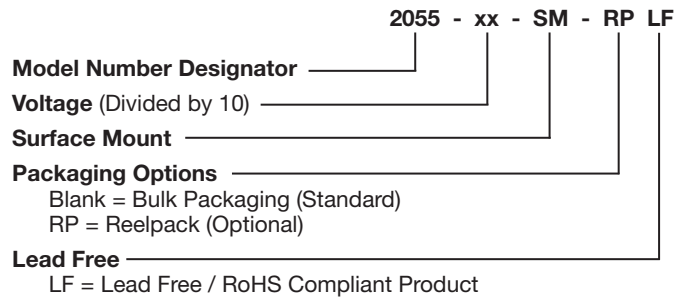 2055 - xx - SM - RP LF
Model Number Designator
Voltage (Divided by 10)
Surface Mount
Packaging Options
Blank = Bulk Packaging (Standard)
RP = Reelpack (Optional)
Lead Free
LF = Lead Free / RoHS Compliant Product